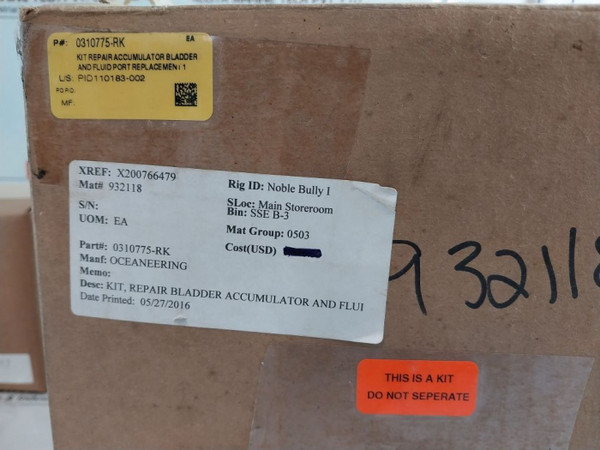 P#: 0310775-RK EA
KIT REPAIR ACCUMULATOR BLADDER
AND FLUID PORT REPLACEMEN
L/S: PID110183-002
P.O.P.O:
MF:
XREF: X200766479
Mat# 932118
S/N:
UOM: EA
Part#: 0310775-RK
Manf: OCEANEERING
Memo:
Desc: KIT, REPAIR BLADDER ACCUMULATOR AND FLUI
Date Printed: 05/27/2016
Rig ID: Noble Bully I
SLoc: Main Storeroom
Bin: SSE B-3
Mat Group: 0503
Cost(USD)
932118
THIS IS A KIT
DO NOT SEPERATE